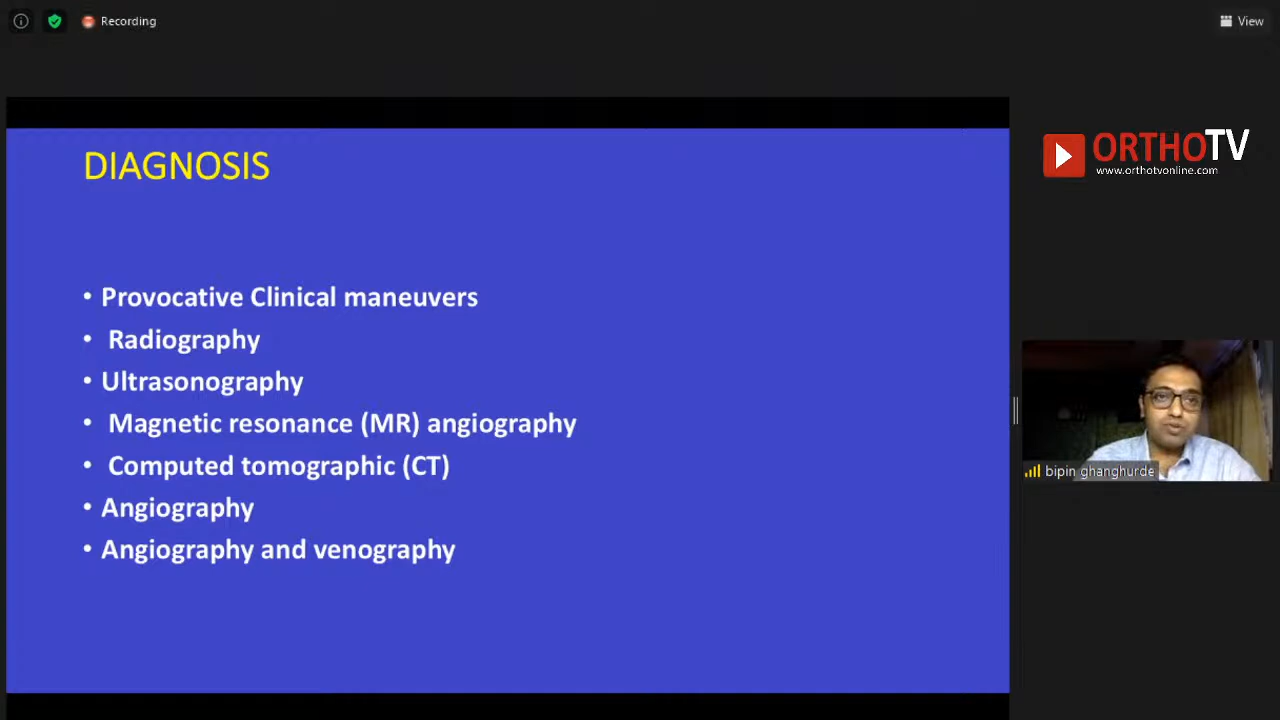 Recording
View
ORTHOTV
www.orthotvonline.com
DIAGNOSIS
• Provocative Clinical maneuvers
• Radiography
• Ultrasonography
• Magnetic resonance (MR) angiography
• Computed tomographic (CT)
• Angiography
• Angiography and venography
bipin ghanghurde